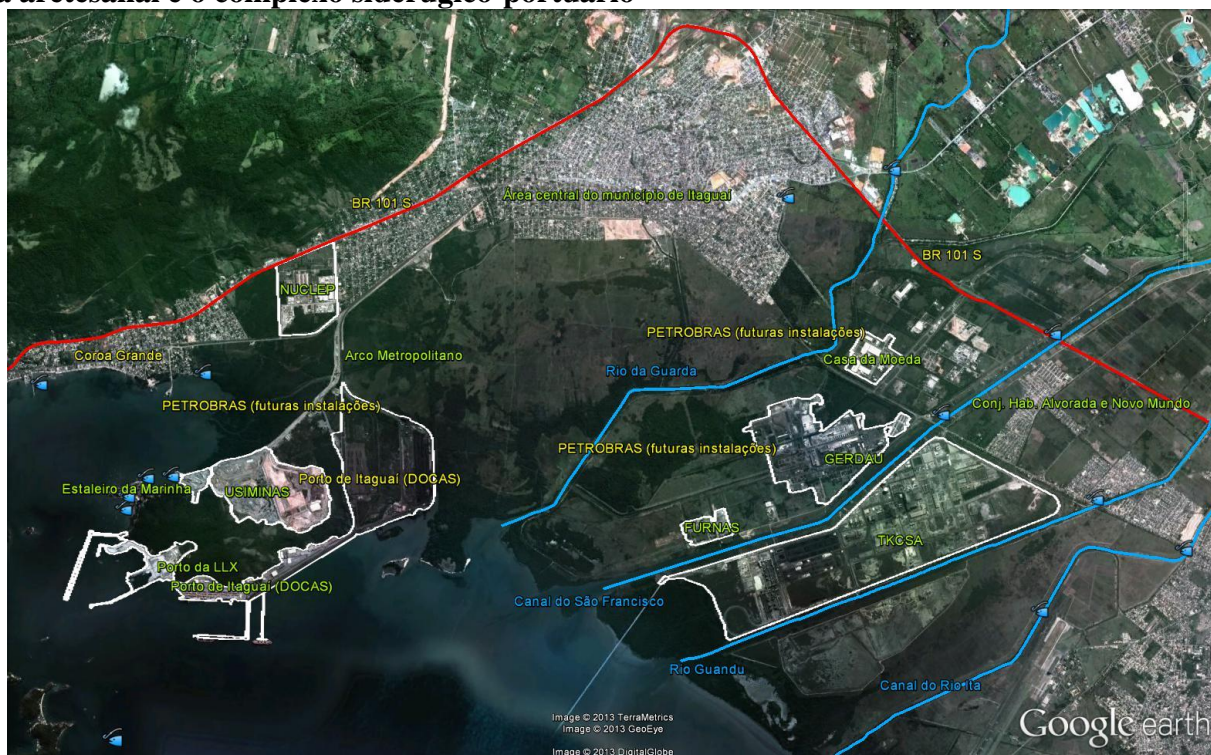 a aretesanal e o complexo siderúgico-portuário
N
BR 101 S
Área central do município de Itaguaí
BR 101 S
NUCLEP
PETROBRAS (futuras instalações)
Coroa Grande
Arco Metropolitano
Casa da Moeda
Rio da Guarda
PETROBRAS (futuras instalações)
Conj. Hab. Alvorada e Novo Mundo
PETROBRAS (futuras instalações)
GERDAU
Porto de Itaguaí (DOCAS)
Estaleiro da Marinha
USIMINAS
FURNAS
TKCSA
Porto da LLX
Porto de Itaguaí (DOCAS)
Canal do São Francisco
Rio Guandu
Canal do Rio Ita
Image © 2013 TerraMetrics
Image © 2013 GeoEye
Image © 2013 DigitalGlobe
Google earth